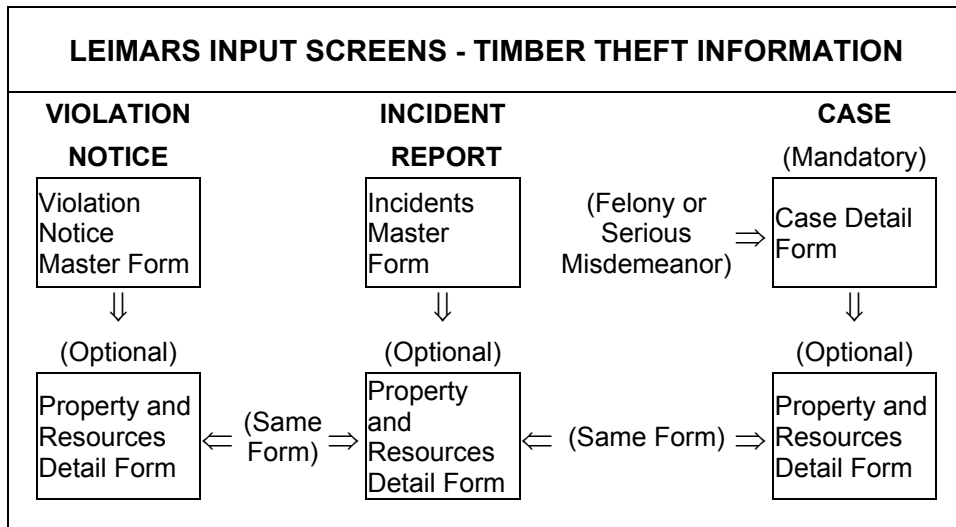 LEIMARS INPUT SCREENS - TIMBER THEFT INFORMATION
VIOLATION
NOTICE
INCIDENT
REPORT
CASE
(Mandatory)
Violation
Notice
Master Form
Incidents
Master
Form
(Felony or
Serious
Misdemeanor)
⇒
Case Detail
Form
⇓
⇓
⇓
(Optional)
(Optional)
(Optional)
Property and
Resources
Detail Form
⇐
(Same
Form)
⇒
Property
and
Resources
Detail Form
⇐ (Same Form) ⇒
Property and
Resources
Detail Form